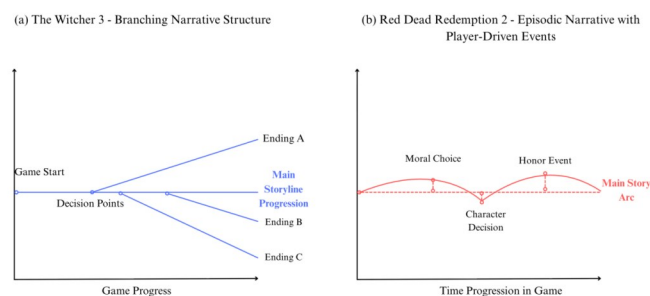 (a) The Witcher 3 - Branching Narrative Structure
(b) Red Dead Redemption 2 - Episodic Narrative with
Player-Driven Events
Game Start
Decision Points
Ending A
Main
Storyline
Progression
Ending B
Ending C
Game Progress
Moral Choice
Honor Event
Character
Decision
Main Story
Arc
Time Progression in Game